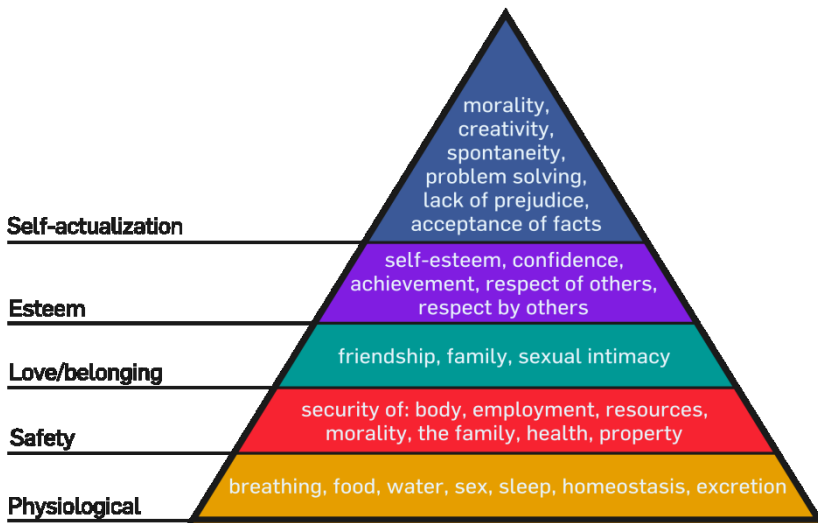 morality,
creativity,
spontaneity,
problem solving,
lack of prejudice,
acceptance of facts
Self-actualization
self-esteem, confidence,
achievement, respect of others,
respect by others
Esteem
friendship, family, sexual intimacy
Love/belonging
security of: body, employment, resources,
morality, the family, health, property
Safety
breathing, food, water, sex, sleep, homeostasis, excretion
Physiological